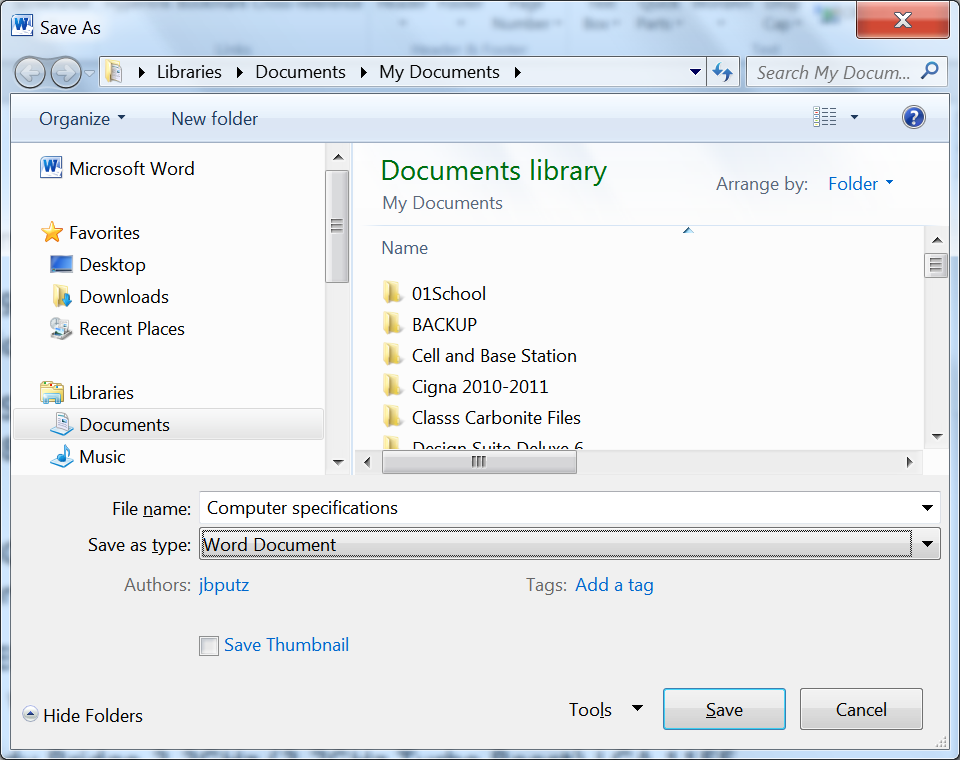 Save As
Libraries Documents My Documents Search My Docum...
Organize New folder
Microsoft Word
Favorites
Desktop
Downloads
Recent Places
Libraries
Documents
Music
Documents library
My Documents
Arrange by: Folder
Name
01School
BACKUP
Cell and Base Station
Cigna 2010-2011
Classs Carbonite Files
Design Suite Deluxe 6
File name: Computer specifications
Save as type: Word Document
Authors: jbputz Tags: Add a tag
Save Thumbnail
Hide Folders Tools Save Cancel